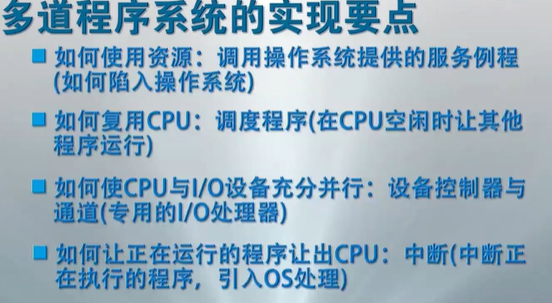 多道程序系统的实现要点
如何使用资源：调用操作系统提供的服务例程
(如何陷入操作系统)
如何复用CPU：调度程序(在CPU空闲时让其他
程序运行)
如何使CPU与I/O设备充分并行：设备控制器与
通道(专用的I/O处理器)
如何让正在运行的程序让出CPU：中断(中断正
在执行的程序，引入OS处理)